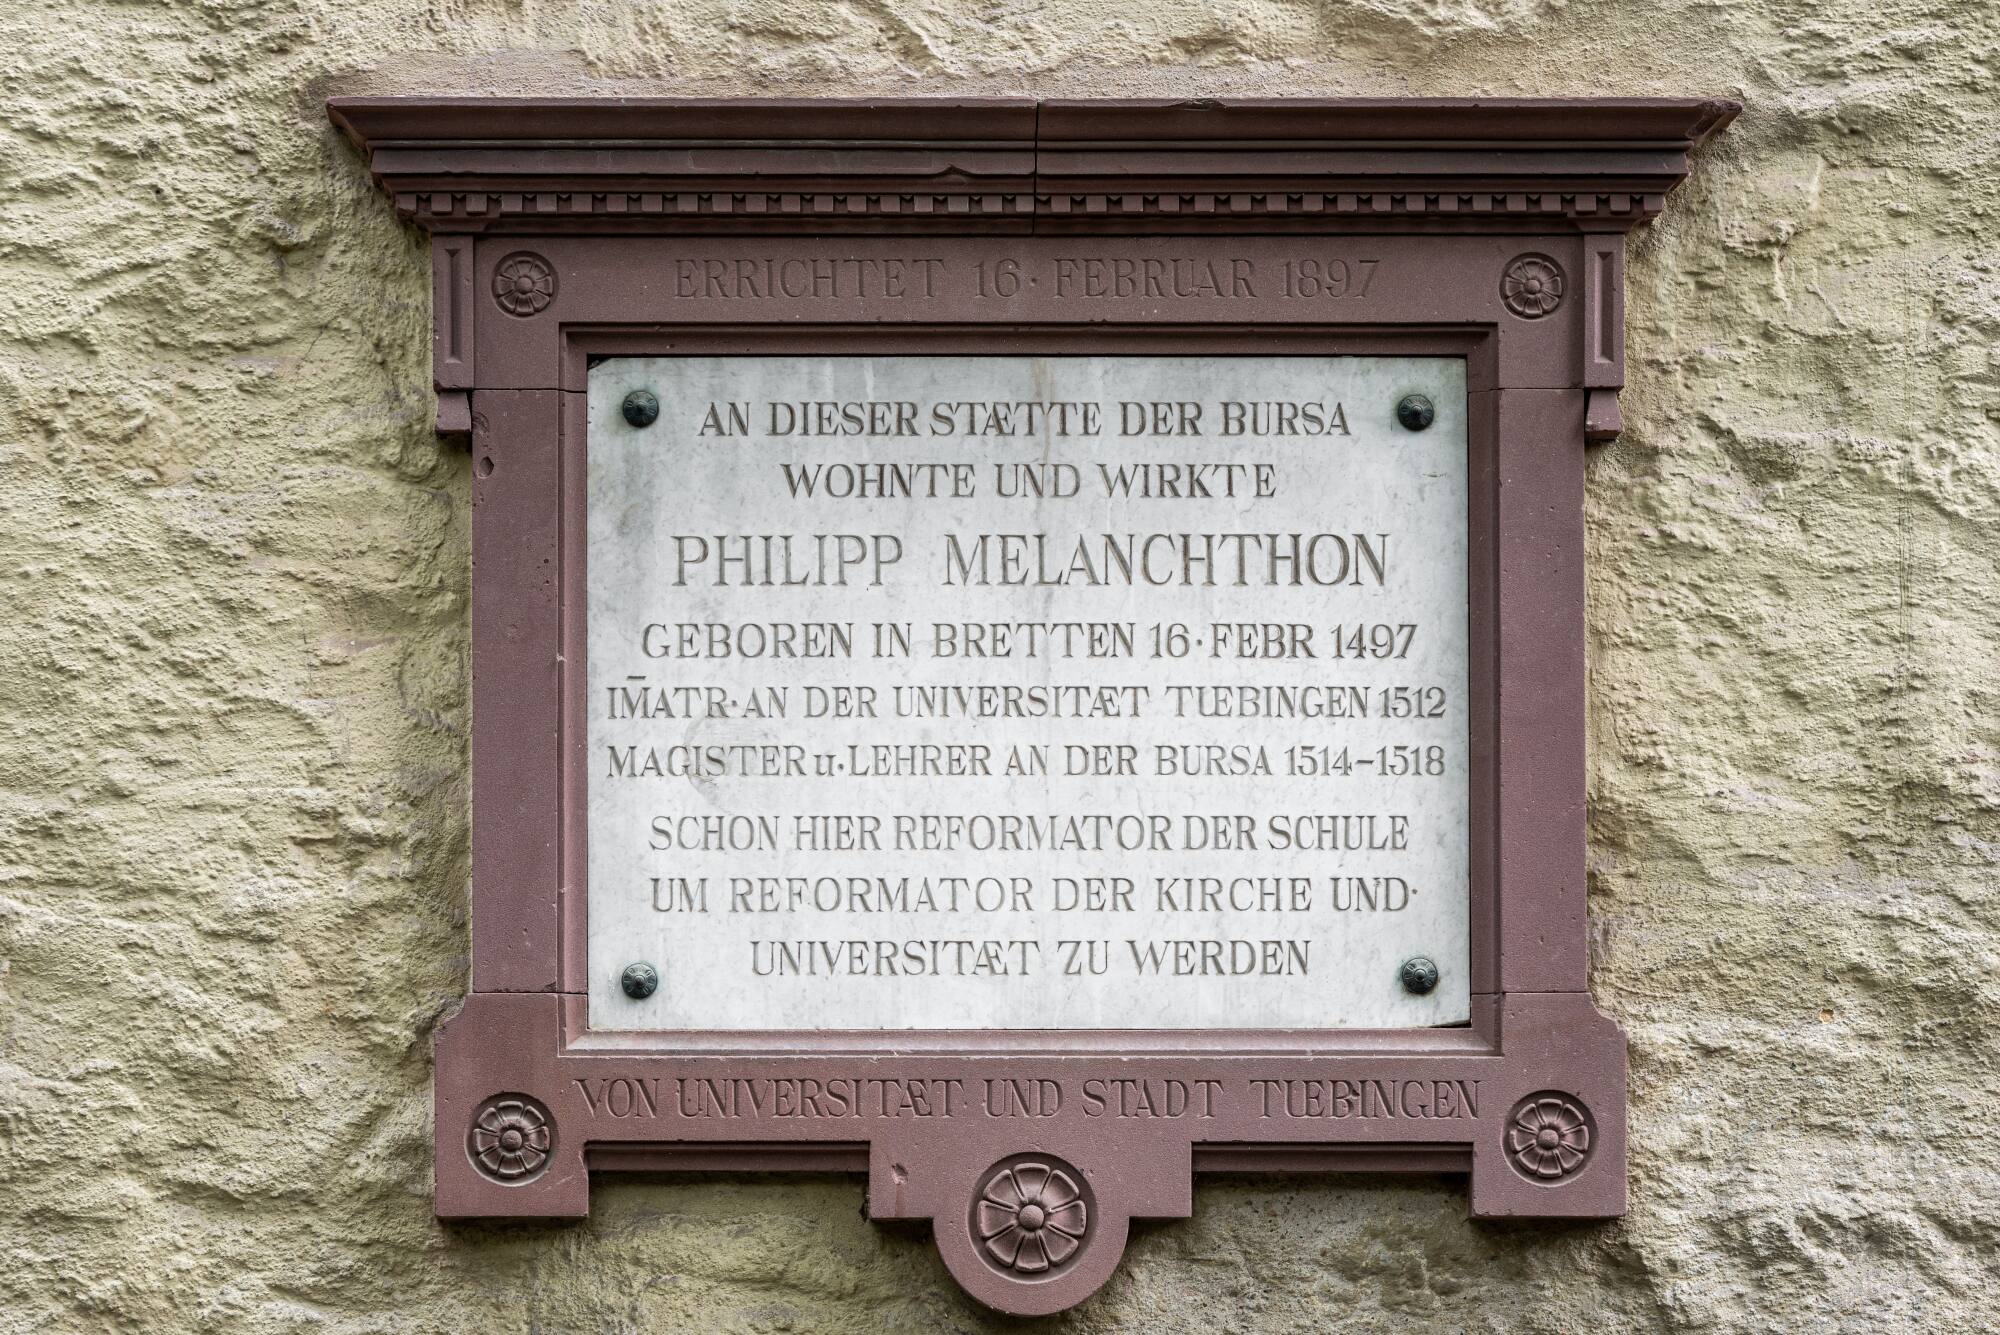 ERRICHTET 16. FEBRUAR 1897
AN DIESER STÆTTE DER BURSA
WOHNTE UND WIRKTE
PHILIPP MELANCHTHON
GEBOREN IN BRETTEN 16·FEBR 1497
IM̅ATR·AN DER UNIVERSITÆT TŒBINGEN 1512
MAGISTER u·LEHRER AN DER BURSA 1514–1518
SCHON HIER REFORMATOR DER SCHULE
UM REFORMATOR DER KIRCHE UND·
UNIVERSITÆT ZU WERDEN
VON UNIVERSITÆT UND STADT TŒBINGEN